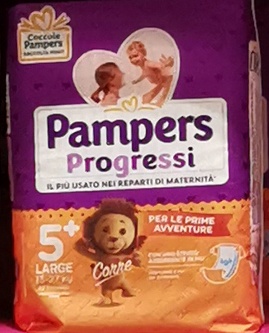 Coccole
Pampers
Pampers
Progressi
IL PIÙ USATO NEI REPARTI DI MATERNITÀ*
PER LE PRIME
AVVENTURE
5+
LARGE
Corre